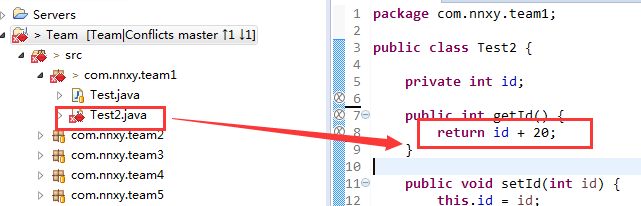 Servers
> Team [Team|Conflicts master ↑1 ↓1]
> src
> com.nnxy.team1
Test.java
Test2.java
com.nnxy.team2
com.nnxy.team3
com.nnxy.team4
com.nnxy.team5
1 package com.nnxy.team1;
2
3 public class Test2 {
4
5 private int id;
6
7 public int getId() {
8 return id + 20;
9 }
10
11 public void setId(int id) {
12 this.id = id;